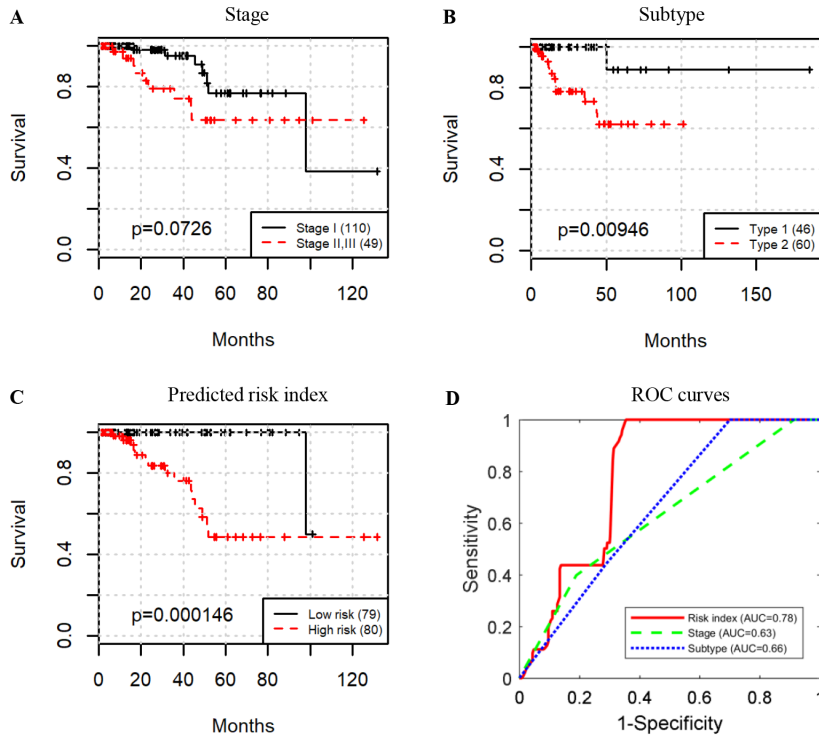 A
Stage
Survival
0.0
0.4
0.8
p=0.0726
Stage I (110)
Stage II,III (49)
0
20
40
60
80
100
120
Months
B
Subtype
Survival
0.0
0.4
0.8
p=0.00946
Type 1 (46)
Type 2 (60)
0
50
100
150
Months
C
Predicted risk index
Survival
0.0
0.4
0.8
p=0.000146
Low risk (79)
High risk (80)
0
20
40
60
80
100
120
Months
D
ROC curves
Sensitivity
1
0.8
0.6
0.4
0.2
0
Risk index (AUC=0.78)
Stage (AUC=0.63)
Subtype (AUC=0.66)
0
0.2
0.4
0.6
0.8
1
1-Specificity